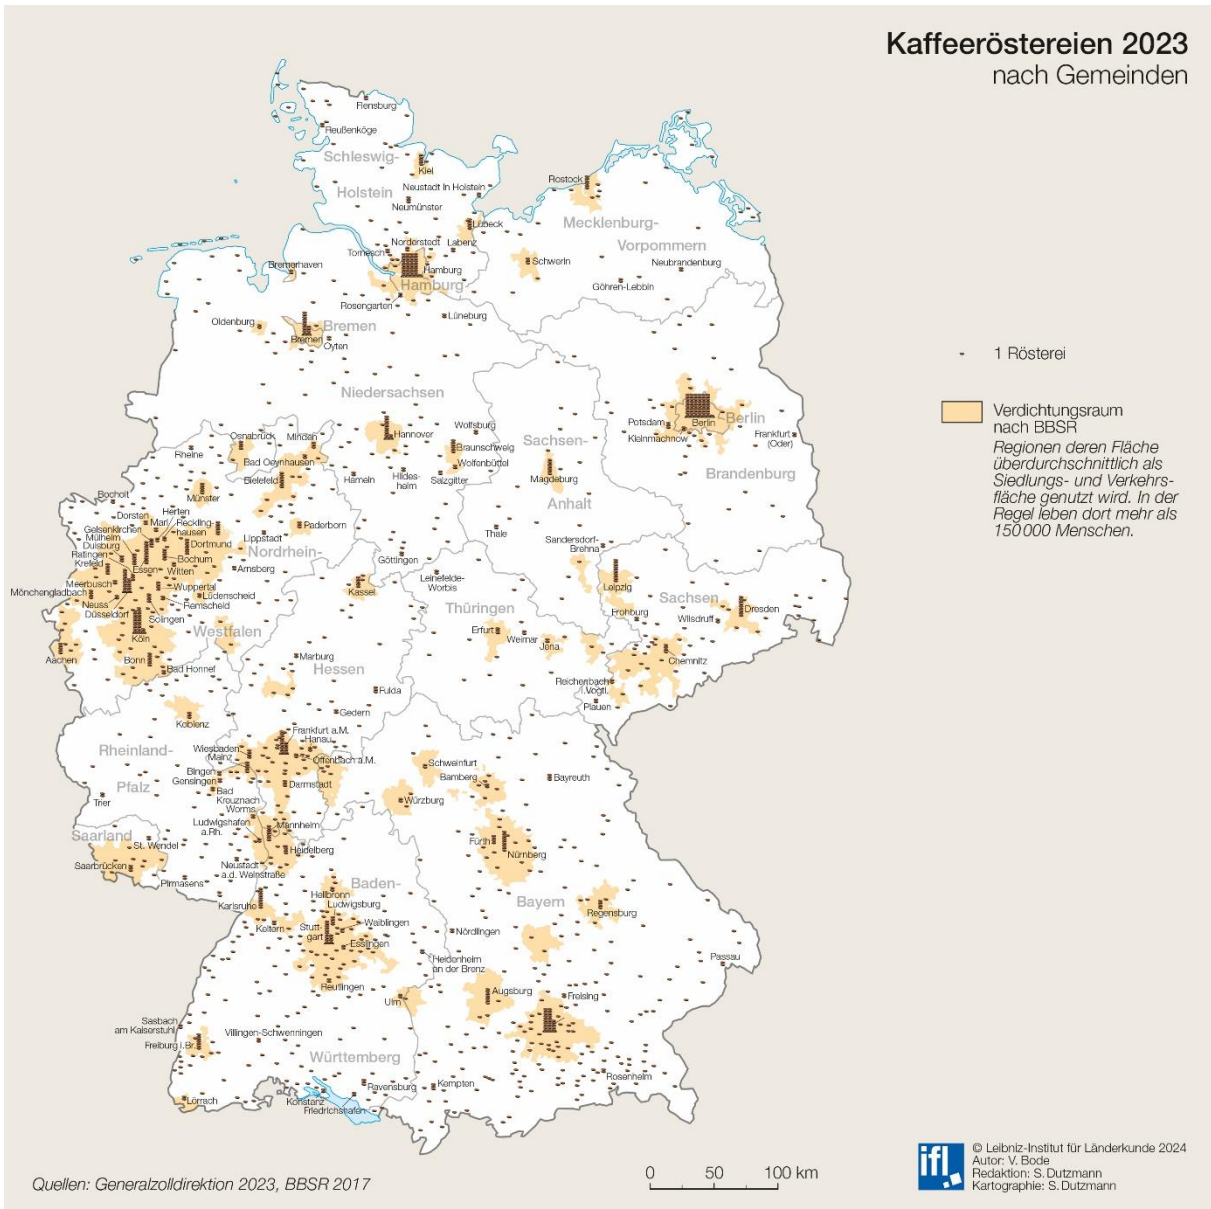 Kaffeeröstereien 2023
nach Gemeinden
Flensburg
Reußenköge
Schleswig-
Kiel
Holstein
Neustadt in Holstein
Neumünster
Rostock
Mecklenburg-
Lübeck
Norderstedt
Labenz
Vorpommern
Tornesch
Schwerin
Neubrandenburg
Bremerhaven
Hamburg
Hamburg
Göhren-Lebbin
Rosengarten
Lüneburg
Oldenburg
Bremen
Bremen
Oyten
1 Rösterei
Niedersachsen
Verdichtungsraum
nach BBSR
Regionen deren Fläche
überdurchschnittlich als
Siedlungs- und Verkehrs-
fläche genutzt wird. In der
Regel leben dort mehr als
150 000 Menschen.
Berlin
Potsdam
Berlin
Kleinmachnow
Frankfurt
(Oder)
Brandenburg
Wolfsburg
Hannover
Osnabrück
Minden
Braunschweig
Sachsen-
Rheine
Bad Oeynhausen
Wolfenbüttel
Bielefeld
Hameln
Hildes-
heim
Salzgitter
Magdeburg
Anhalt
Bocholt
Münster
Dorsten
Herten
Marl
Reckling-
hausen
Gelsenkirchen
Mülheim
Duisburg
Dortmund
Lippstadt
Paderborn
Thale
Nordrhein-
Ratingen
Krefeld
Bochum
Essen
Witten
Arnsberg
Göttingen
Sandersdorf-
Brehna
Meerbusch
Mönchengladbach
Wuppertal
Lüdenscheid
Kassel
Leinefelde-
Worbis
Leipzig
Neuss
Remscheid
Düsseldorf
Solingen
Westfalen
Thüringen
Frohburg
Sachsen
Dresden
Wilsdruff
Köln
Erfurt
Weimar
Jena
Aachen
Bonn
Bad Honnef
Marburg
Hessen
Chemnitz
Fulda
Reichenbach
i.Vogtl.
Plauen
Koblenz
Gedern
Rheinland-
Frankfurt a.M.
Hanau
Wiesbaden
Mainz
Offenbach a.M.
Schweinfurt
Bingen
Gensingen
Bamberg
Bayreuth
Pfalz
Darmstadt
Trier
Bad
Kreuznach
Worms
Würzburg
Ludwigshafen
a.Rh.
Mannheim
Saarland
St. Wendel
Heidelberg
Fürth
Nürnberg
Saarbrücken
Neustadt
a.d. Weinstraße
Pirmasens
Baden-
Heilbronn
Ludwigsburg
Karlsruhe
Bayern
Regensburg
Keltern
Stutt-
gart
Waiblingen
Esslingen
Nördlingen
Heidenheim
an der Brenz
Passau
Reutlingen
Ulm
Augsburg
Freising
Sasbach
am Kaiserstuhl
Villingen-Schwenningen
Freiburg i.Br.
Württemberg
Rosenheim
Ravensburg
Kempten
Lörrach
Konstanz
Friedrichshafen
Quellen: Generalzolldirektion 2023, BBSR 2017
0 50 100 km
ifl
© Leibniz-Institut für Länderkunde 2024
Autor: V. Bode
Redaktion: S. Dutzmann
Kartographie: S. Dutzmann